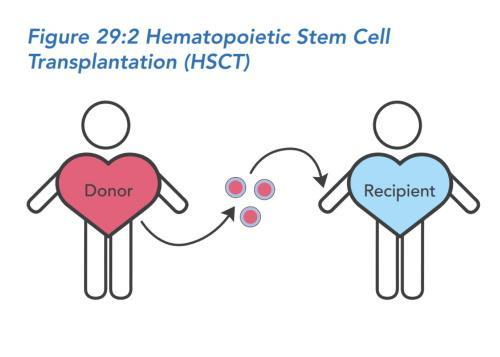 Figure 29:2 Hematopoietic Stem Cell
Transplantation (HSCT)
Donor
Recipient